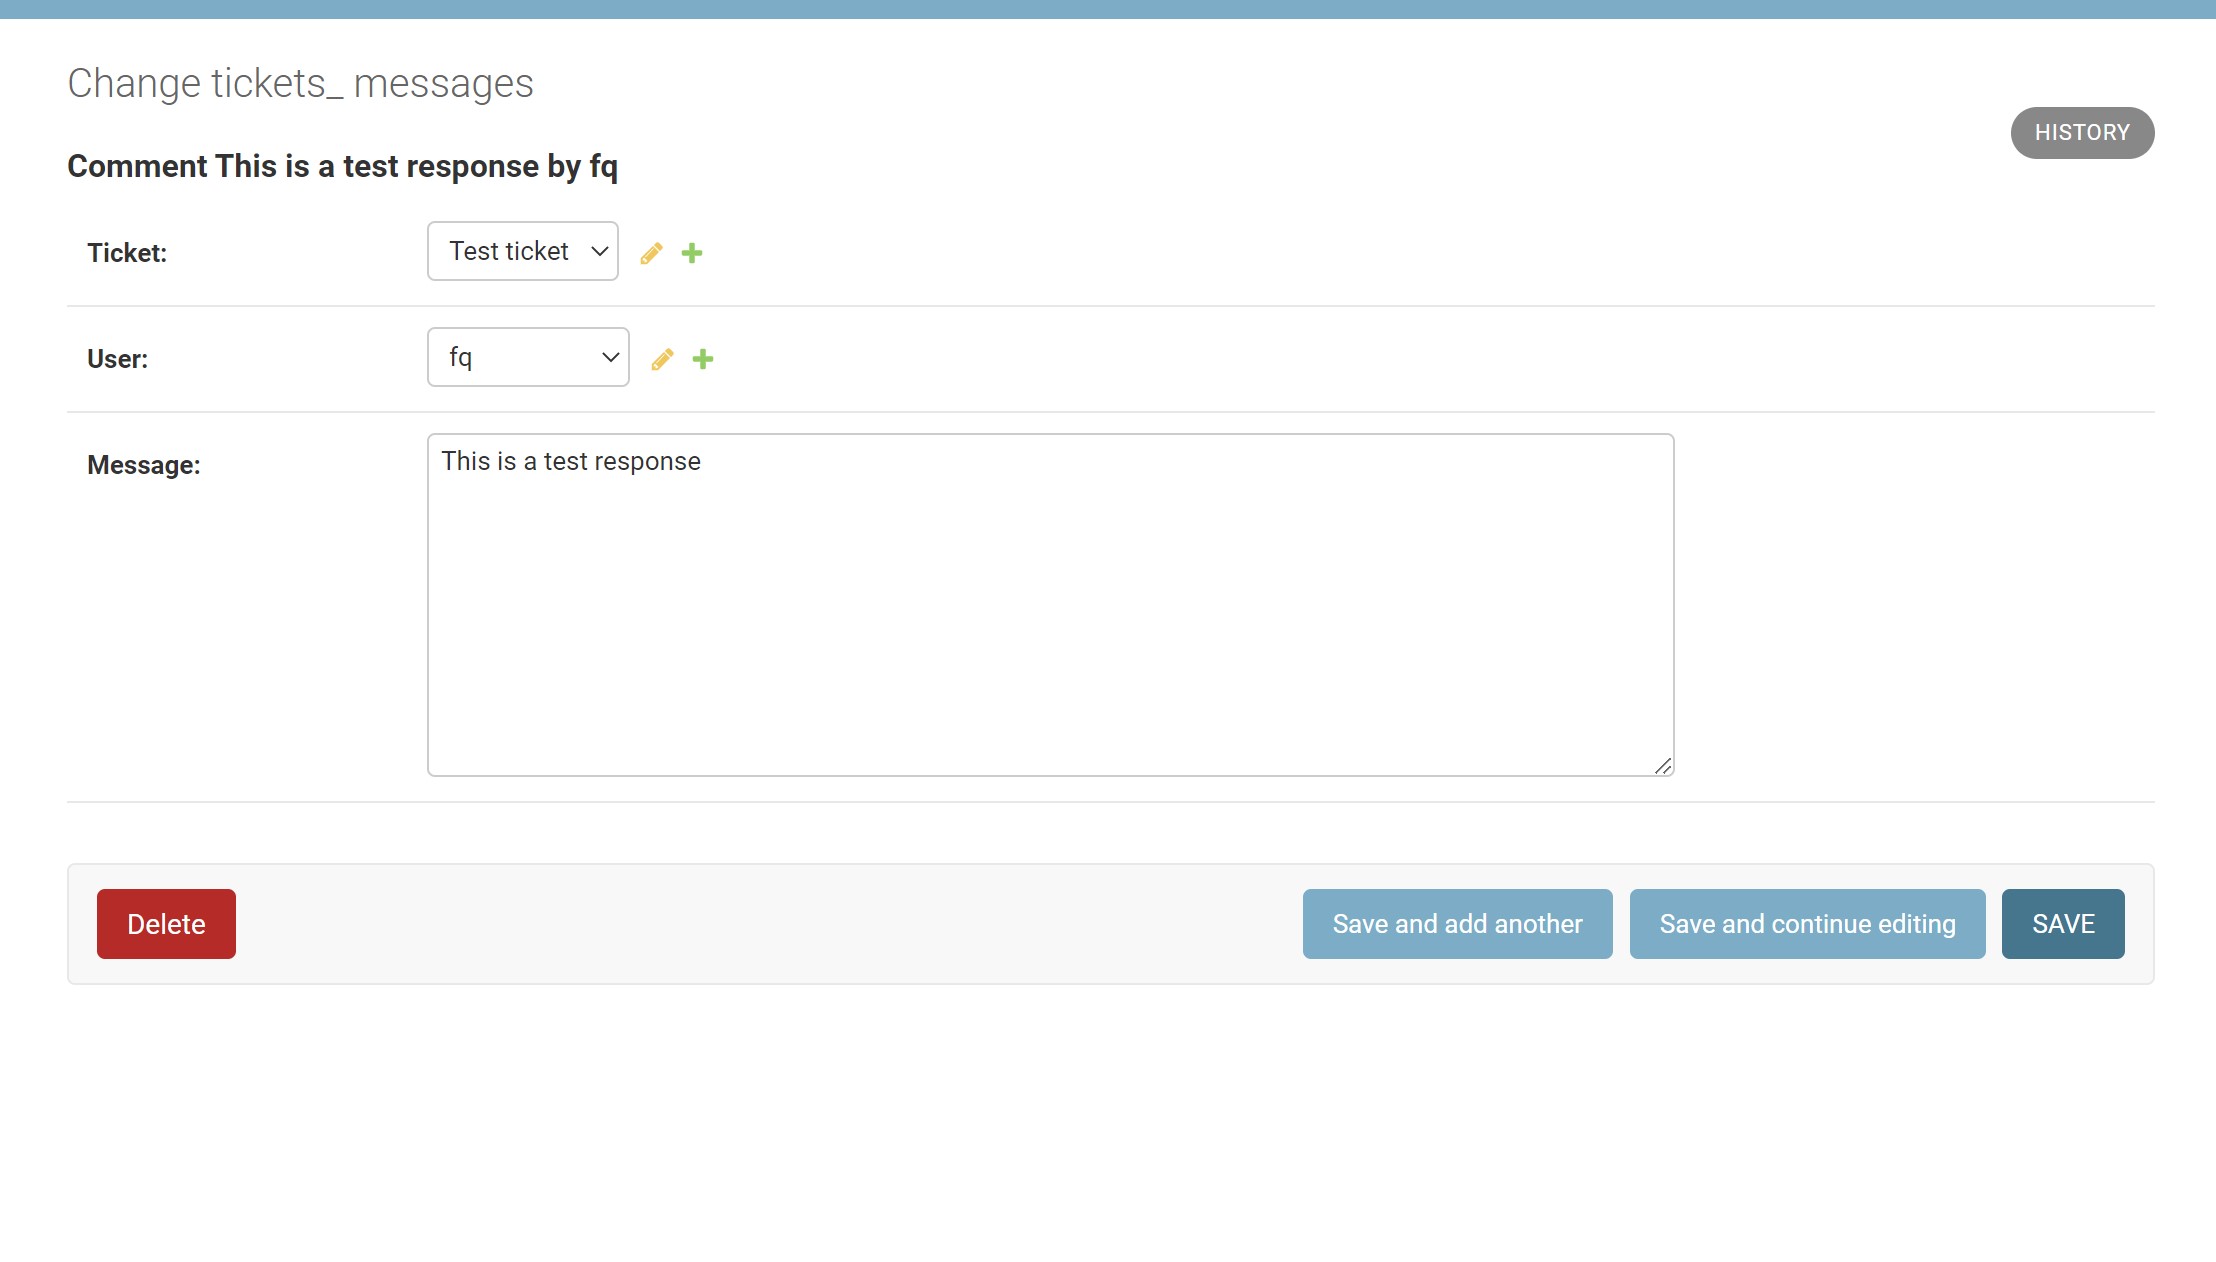 Change tickets_ messages
HISTORY
Comment This is a test response by fq
Ticket:
Test ticket
User:
fq
Message:
This is a test response
Delete
Save and add another
Save and continue editing
SAVE